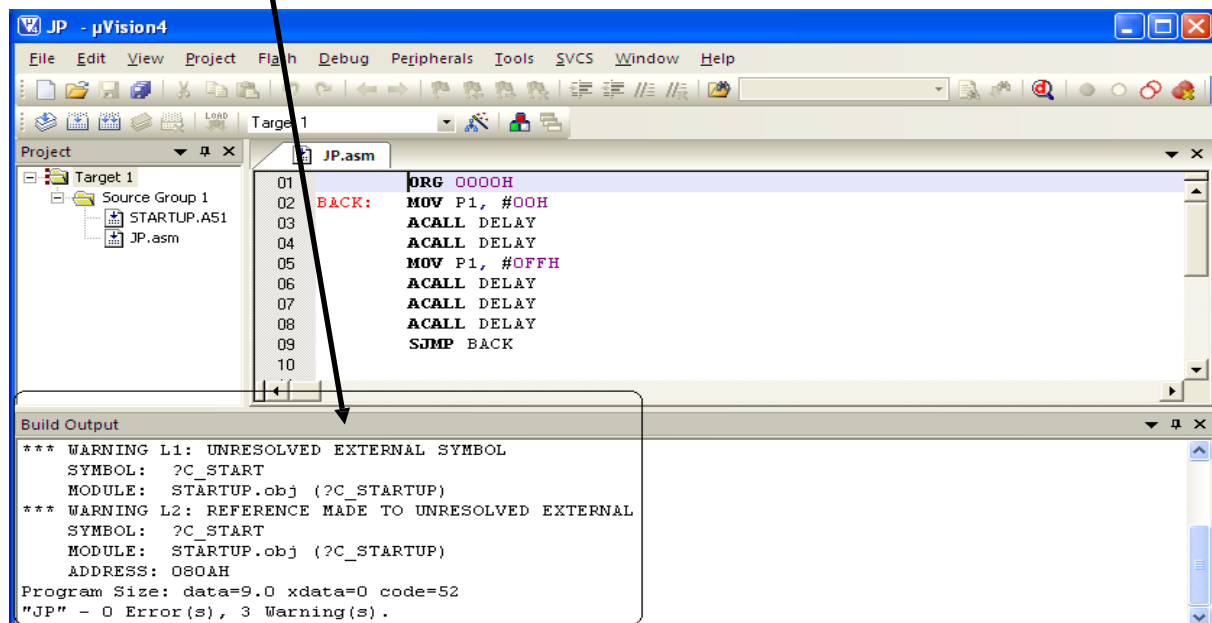 JP - µVision4
File Edit View Project Flash Debug Peripherals Tools SVCS Window Help
LOAD Target 1
Project
JP.asm
Target 1
Source Group 1
STARTUP.A51
JP.asm
01 ORG 0000H
02 BACK: MOV P1, #00H
03 ACALL DELAY
04 ACALL DELAY
05 MOV P1, #0FFH
06 ACALL DELAY
07 ACALL DELAY
08 ACALL DELAY
09 SJMP BACK
10
Build Output
*** WARNING L1: UNRESOLVED EXTERNAL SYMBOL
SYMBOL: ?C_START
MODULE: STARTUP.obj (?C_STARTUP)
*** WARNING L2: REFERENCE MADE TO UNRESOLVED EXTERNAL
SYMBOL: ?C_START
MODULE: STARTUP.obj (?C_STARTUP)
ADDRESS: 080AH
Program Size: data=9.0 xdata=0 code=52
"JP" - 0 Error(s), 3 Warning(s).